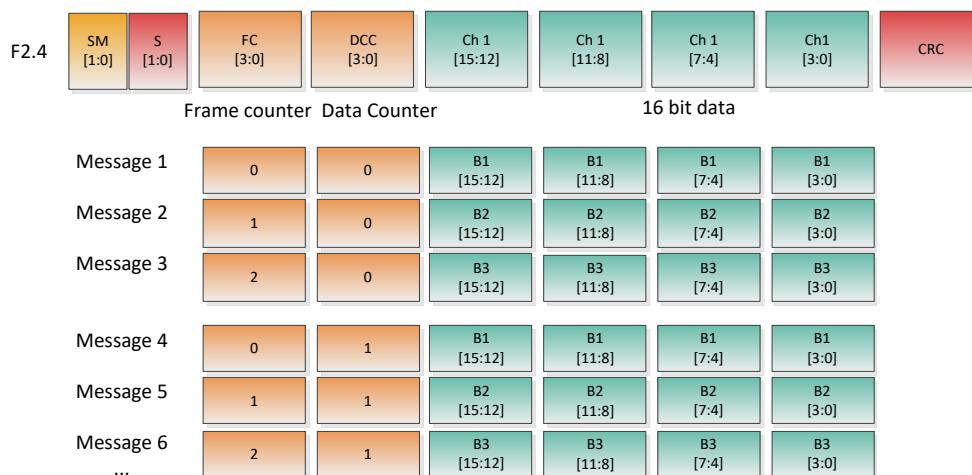 F2.4
SM
[1:0]
S
[1:0]
FC
[3:0]
DCC
[3:0]
Ch 1
[15:12]
Ch 1
[11:8]
Ch 1
[7:4]
Ch1
[3:0]
CRC
Frame counter Data Counter 16 bit data
Message 1
0
0
B1
[15:12]
B1
[11:8]
B1
[7:4]
B1
[3:0]
Message 2
1
0
B2
[15:12]
B2
[11:8]
B2
[7:4]
B2
[3:0]
Message 3
2
0
B3
[15:12]
B3
[11:8]
B3
[7:4]
B3
[3:0]
Message 4
0
1
B1
[15:12]
B1
[11:8]
B1
[7:4]
B1
[3:0]
Message 5
1
1
B2
[15:12]
B2
[11:8]
B2
[7:4]
B2
[3:0]
Message 6
2
1
B3
[15:12]
B3
[11:8]
B3
[7:4]
B3
[3:0]
...